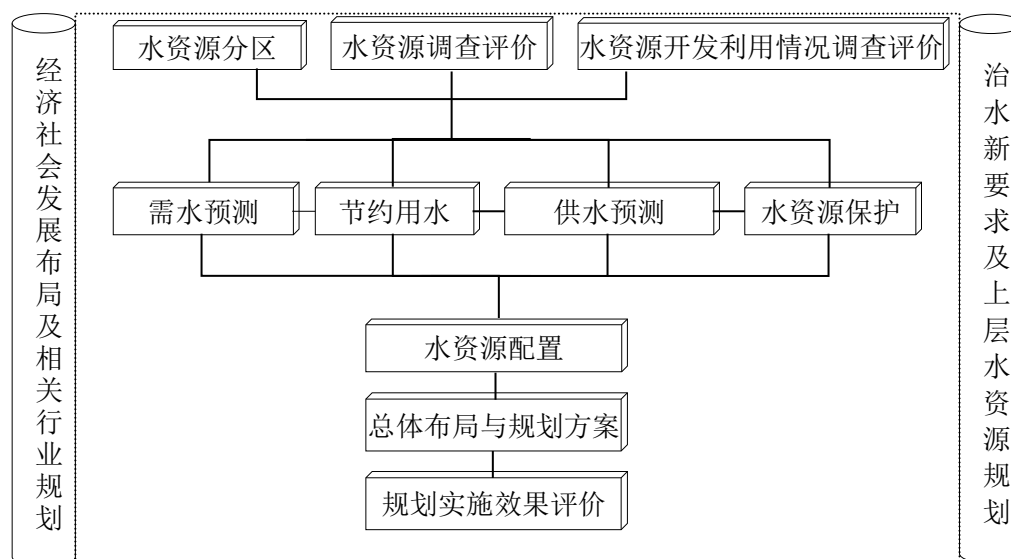 经济社会发展布局及相关行业规划
水资源分区
水资源调查评价
水资源开发利用情况调查评价
需水预测
节约用水
供水预测
水资源保护
水资源配置
总体布局与规划方案
规划实施效果评价
治水新要求及上层水资源规划